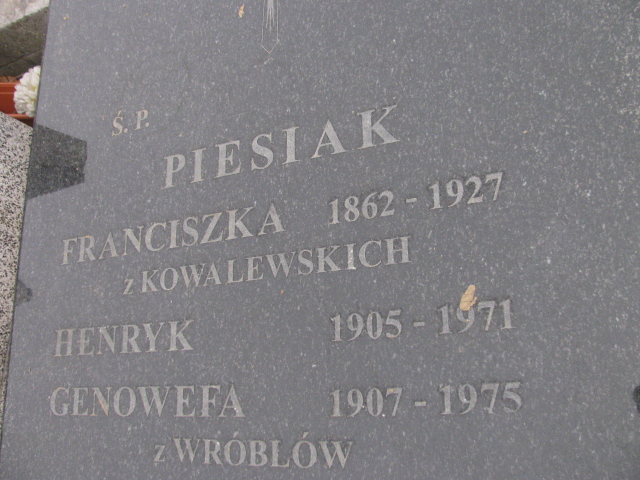 Ś. P.
PIESIAK
FRANCISZKA 1862 - 1927
z KOWALEWSKICH
HENRYK 1905 - 1971
GENOWEFA 1907 - 1975
z WRÓBLÓW